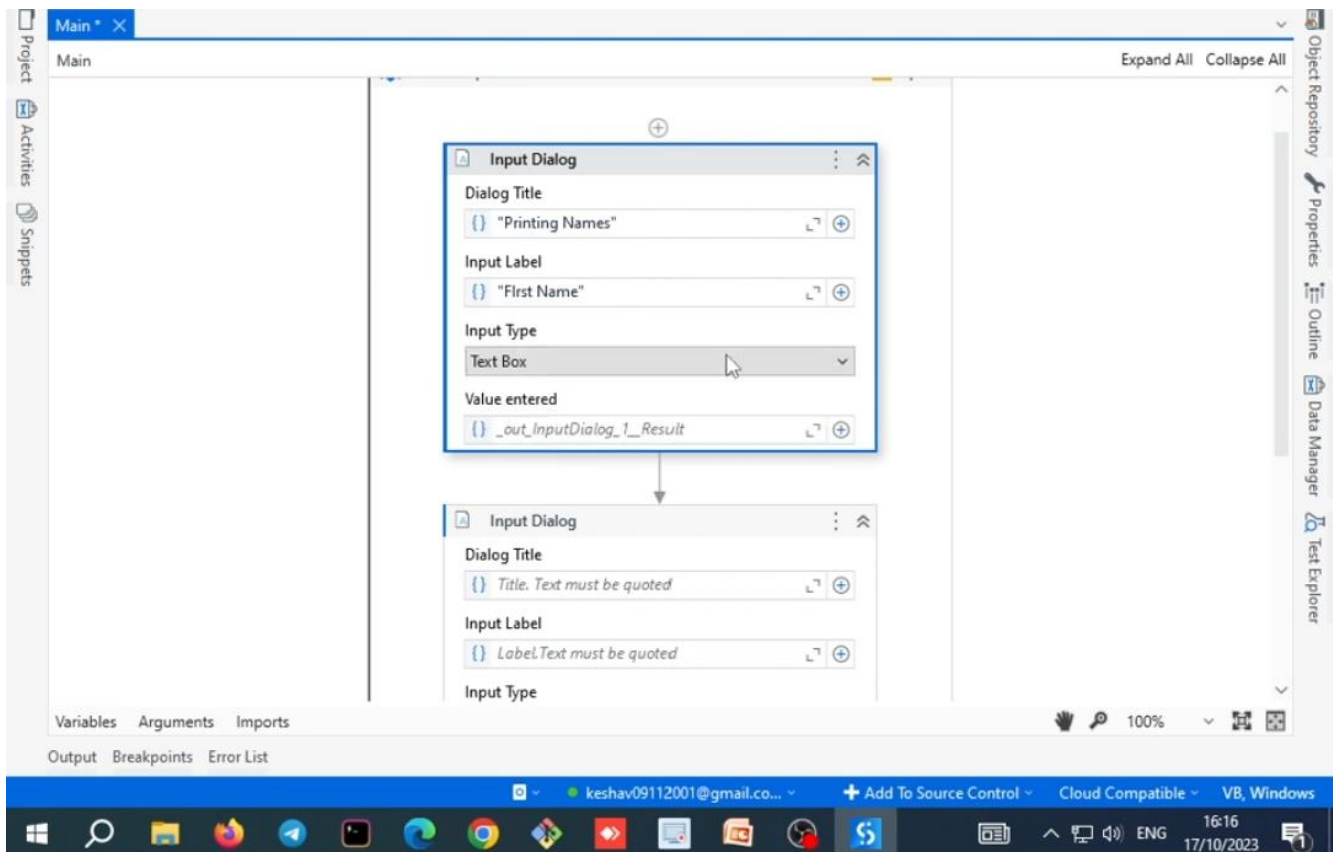 Main *
Main
Expand All Collapse All
Project
Activities
Snippets
Input Dialog
Dialog Title
"Printing Names"
Input Label
"FIrst Name"
Input Type
Text Box
Value entered
_out_InputDialog_1__Result
Input Dialog
Dialog Title
Title. Text must be quoted
Input Label
Label.Text must be quoted
Input Type
Object Repository
Properties
Outline
Data Manager
Test Explorer
Variables Arguments Imports
100%
Output Breakpoints Error List
keshav09112001@gmail.co...
Add To Source Control
Cloud Compatible
VB, Windows
ENG
16:16
17/10/2023